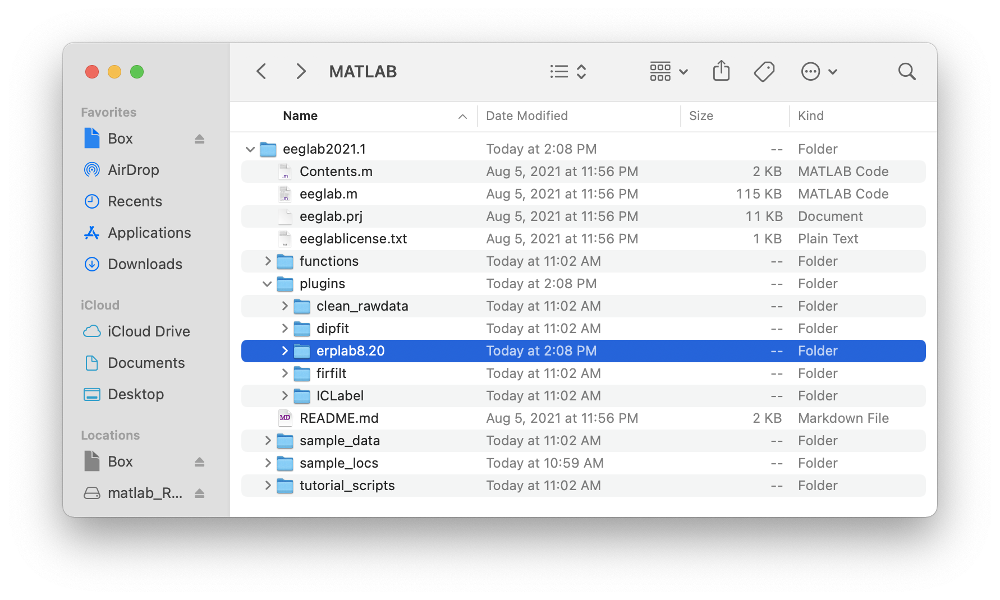 MATLAB
Favorites
Box
AirDrop
Recents
Applications
Downloads
iCloud
iCloud Drive
Documents
Desktop
Locations
Box
matlab_R...
Name Date Modified Size Kind
eeglab2021.1 Today at 2:08 PM -- Folder
.m Contents.m Aug 5, 2021 at 11:56 PM 2 KB MATLAB Code
.m eeglab.m Aug 5, 2021 at 11:56 PM 115 KB MATLAB Code
eeglab.prj Aug 5, 2021 at 11:56 PM 11 KB Document
TXT eeglablicense.txt Aug 5, 2021 at 11:56 PM 1 KB Plain Text
functions Today at 11:02 AM -- Folder
plugins Today at 2:08 PM -- Folder
clean_rawdata Today at 11:02 AM -- Folder
dipfit Today at 11:02 AM -- Folder
erplab8.20 Today at 2:08 PM -- Folder
firfilt Today at 11:02 AM -- Folder
ICLabel Today at 11:02 AM -- Folder
MD README.md Aug 5, 2021 at 11:56 PM 2 KB Markdown File
sample_data Today at 11:02 AM -- Folder
sample_locs Today at 10:59 AM -- Folder
tutorial_scripts Today at 11:02 AM -- Folder